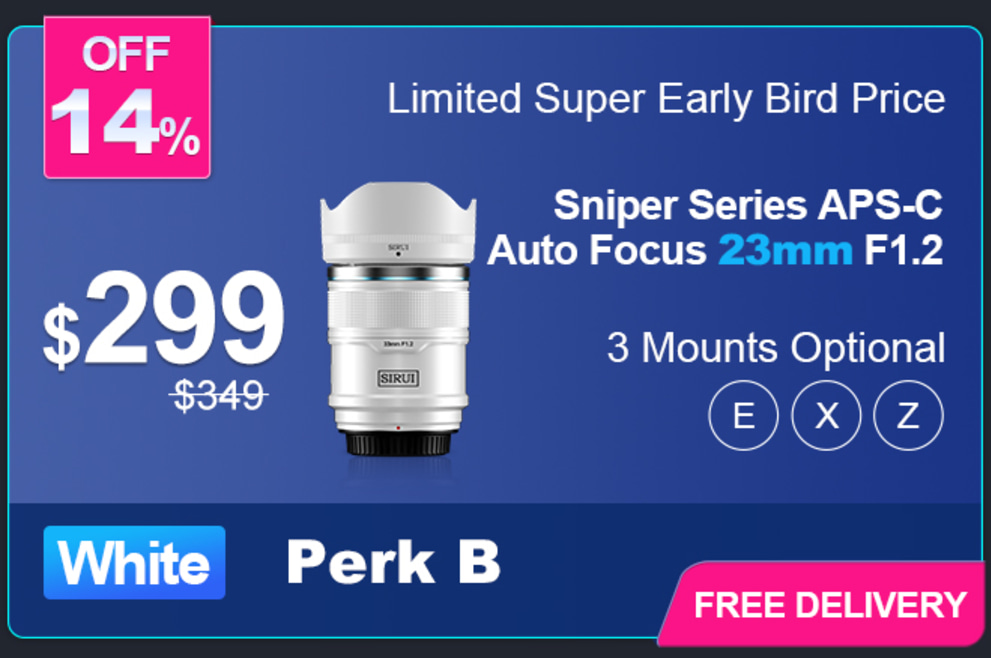 OFF
14%
Limited Super Early Bird Price
Sniper Series APS-C
Auto Focus 23mm F1.2
$299
$349
SIRUI
33mm F1.2
SIRUI
3 Mounts Optional
E X Z
White Perk B
FREE DELIVERY